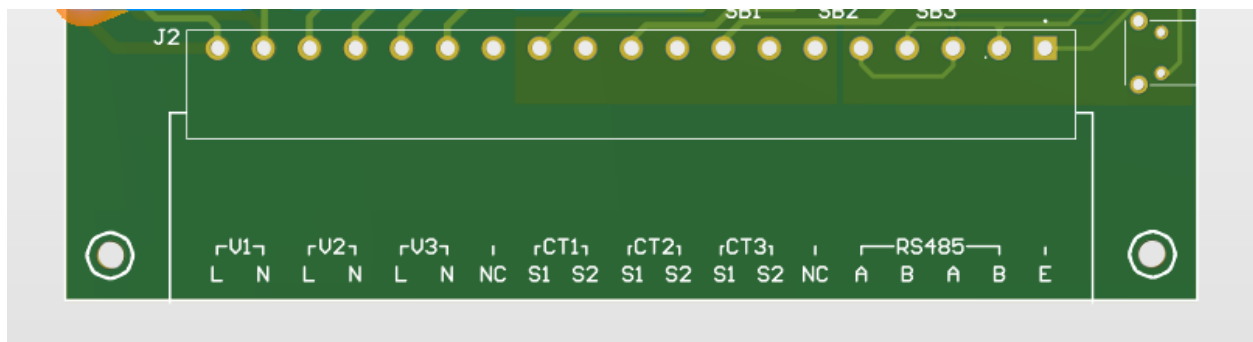 SB1 SB2 SB3
J2
V1 V2 V3 CT1 CT2 CT3 RS485
L N L N L N NC S1 S2 S1 S2 S1 S2 NC A B A B E